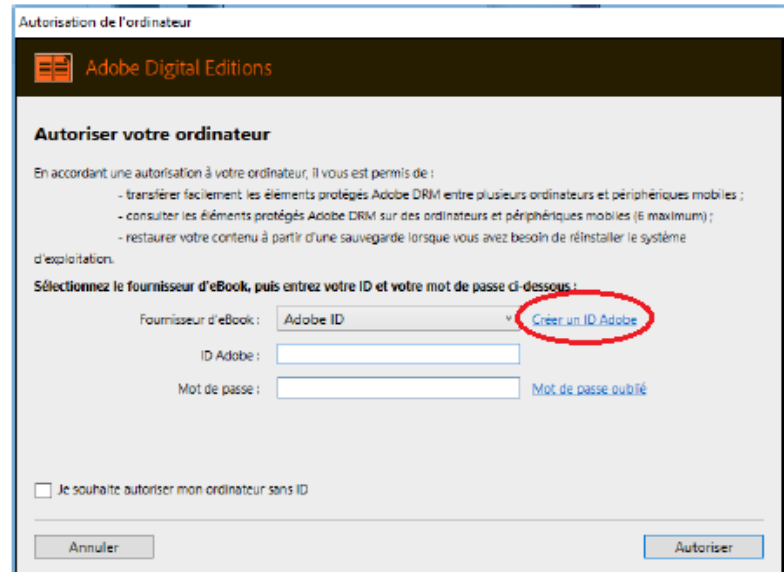 Autorisation de l'ordinateur
Adobe Digital Editions
Autoriser votre ordinateur
En accordant une autorisation à votre ordinateur, il vous est permis de :
- transférer facilement les éléments protégés Adobe DRM entre plusieurs ordinateurs et périphériques mobiles ;
- consulter les éléments protégés Adobe DRM sur des ordinateurs et périphériques mobiles (6 maximum) ;
- restaurer votre contenu à partir d'une sauvegarde lorsque vous avez besoin de réinstaller le système
d'exploitation.
Sélectionnez le fournisseur d'eBook, puis entrez votre ID et votre mot de passe ci-dessous :
Fournisseur d'eBook : Adobe ID Créer un ID Adobe
ID Adobe :
Mot de passe : Mot de passe oublié
Je souhaite autoriser mon ordinateur sans ID
Annuler Autoriser